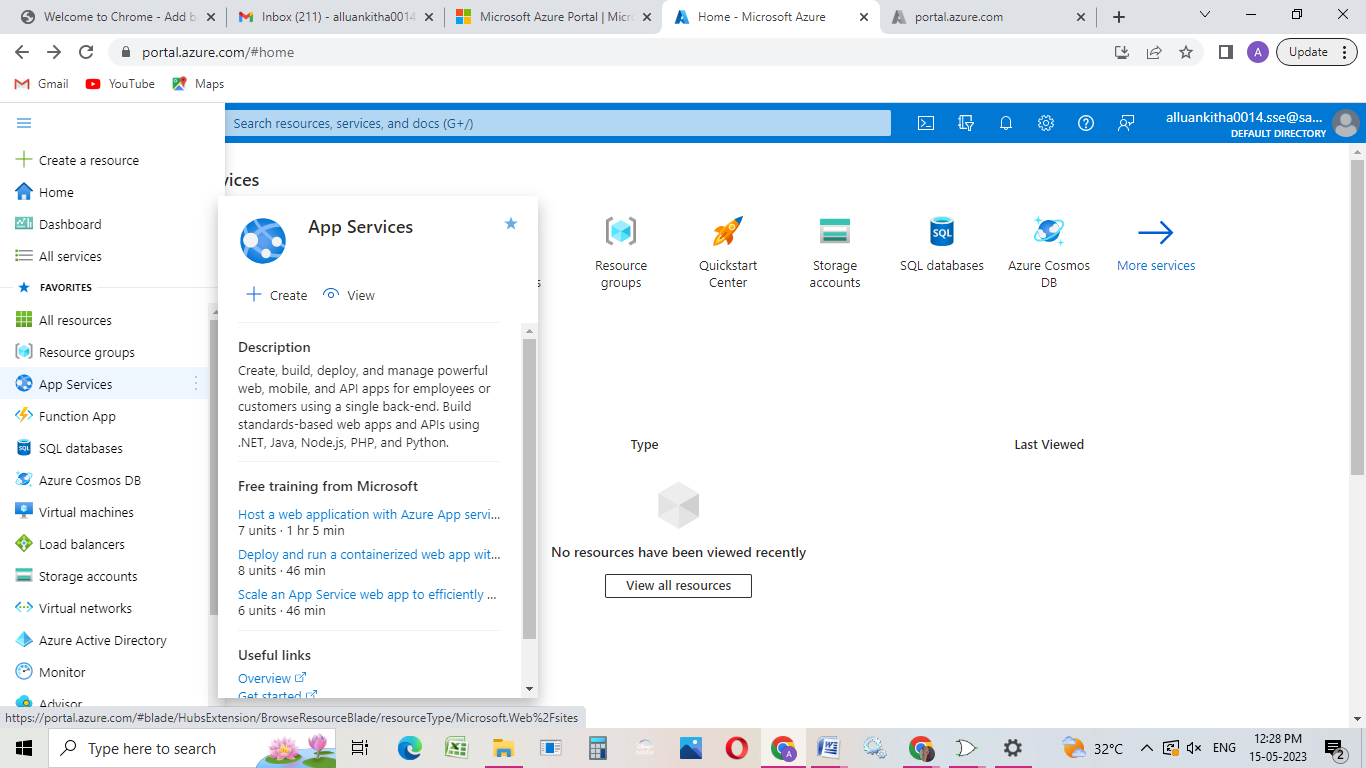 Welcome to Chrome - Add b
Inbox (211) - alluankitha0014
Microsoft Azure Portal | Micr
Home - Microsoft Azure
portal.azure.com
portal.azure.com/#home
A
Update
Gmail
YouTube
Maps
Search resources, services, and docs (G+/)
alluankitha0014.sse@sa...
DEFAULT DIRECTORY
Create a resource
Home
Dashboard
All services
FAVORITES
All resources
Resource groups
App Services
Function App
SQL databases
Azure Cosmos DB
Virtual machines
Load balancers
Storage accounts
Virtual networks
Azure Active Directory
Monitor
Advisor
vices
App Services
Create
View
Description
Create, build, deploy, and manage powerful
web, mobile, and API apps for employees or
customers using a single back-end. Build
standards-based web apps and APIs using
.NET, Java, Node.js, PHP, and Python.
Free training from Microsoft
Host a web application with Azure App servi...
7 units · 1 hr 5 min
Deploy and run a containerized web app wit...
8 units · 46 min
Scale an App Service web app to efficiently ...
6 units · 46 min
Useful links
Overview
Get started
s
Resource
groups
Quickstart
Center
Storage
accounts
SQL
SQL databases
Azure Cosmos
DB
More services
Type
Last Viewed
No resources have been viewed recently
View all resources
https://portal.azure.com/#blade/HubsExtension/BrowseResourceBlade/resourceType/Microsoft.Web%2Fsites
Type here to search
32°C
ENG
12:28 PM
15-05-2023
2